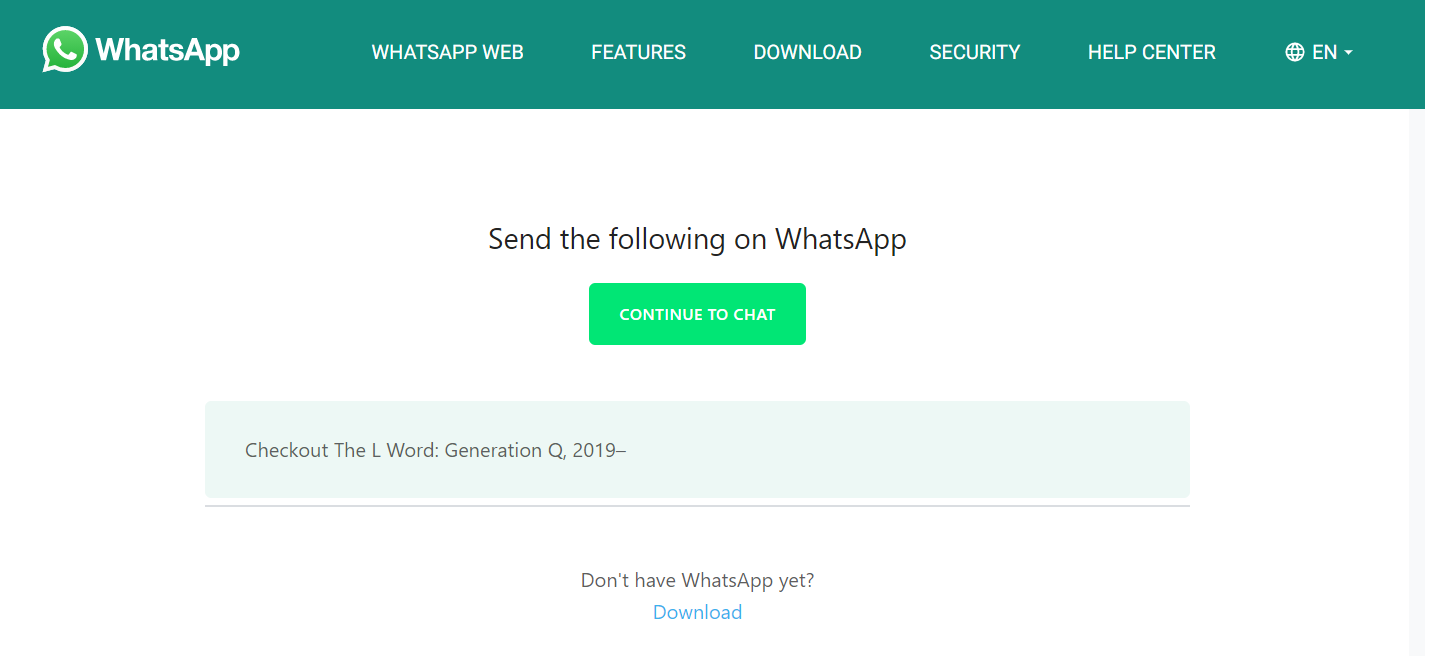 WhatsApp
WHATSAPP WEB
FEATURES
DOWNLOAD
SECURITY
HELP CENTER
EN
Send the following on WhatsApp
CONTINUE TO CHAT
Checkout The L Word: Generation Q, 2019–
Don't have WhatsApp yet?
Download